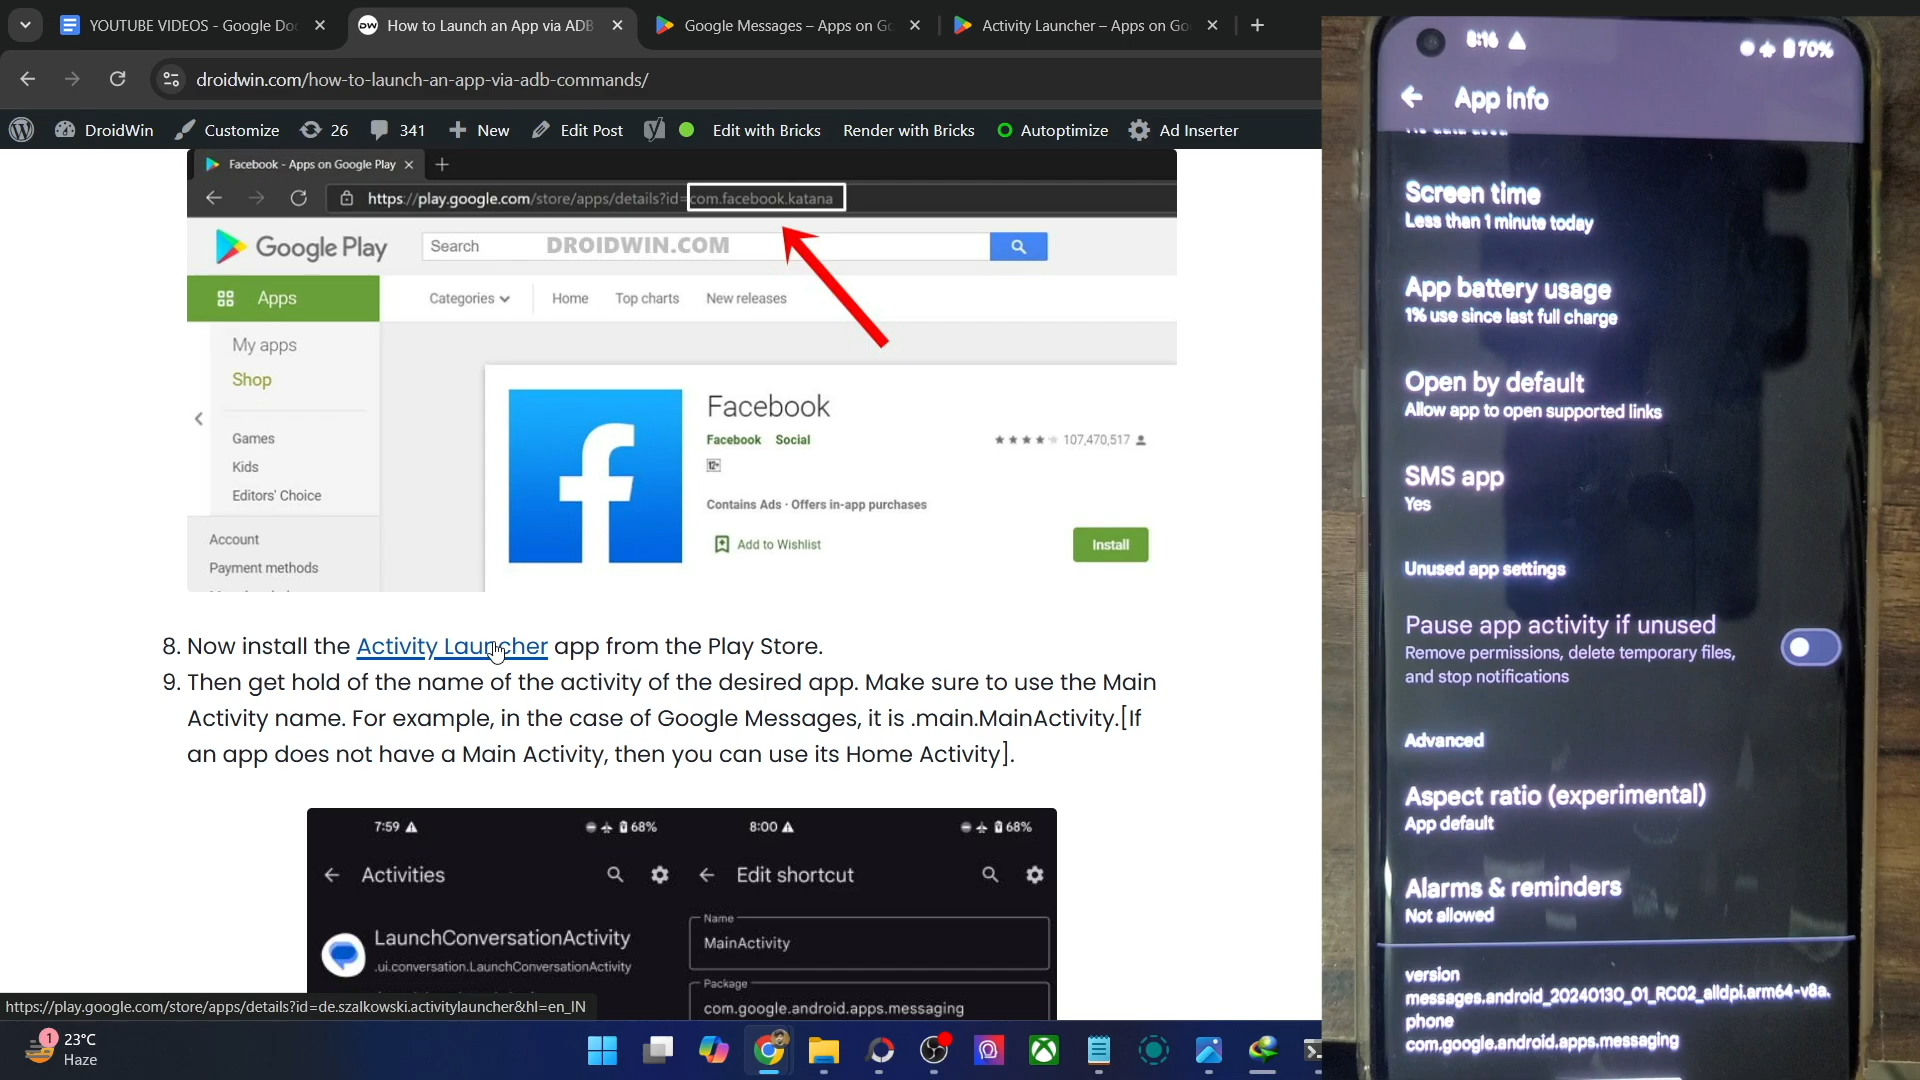 YOUTUBE VIDEOS - Google Do
How to Launch an App via ADB
Google Messages – Apps on Go
Activity Launcher – Apps on Go
droidwin.com/how-to-launch-an-app-via-adb-commands/
DroidWin
Customize
26
341
New
Edit Post
Edit with Bricks
Render with Bricks
Autoptimize
Ad Inserter
Facebook - Apps on Google Play
https://play.google.com/store/apps/details?id=com.facebook.katana
Google Play
Search
DROIDWIN.COM
Apps
Categories
Home
Top charts
New releases
My apps
Shop
Games
Kids
Editors' Choice
Account
Payment methods
Facebook
Facebook Social
107,470,517
12+
Contains Ads · Offers in-app purchases
Add to Wishlist
Install
8. Now install the Activity Launcher app from the Play Store.
9. Then get hold of the name of the activity of the desired app. Make sure to use the Main
Activity name. For example, in the case of Google Messages, it is .main.MainActivity.[If
an app does not have a Main Activity, then you can use its Home Activity].
7:59
68%
Activities
LaunchConversationActivity
.ui.conversation.LaunchConversationActivity
8:00
68%
Edit shortcut
Name
MainActivity
Package
com.google.android.apps.messaging
https://play.google.com/store/apps/details?id=de.szalkowski.activitylauncher&hl=en_IN
1
23°C
Haze
8:16
70%
App info
Screen time
Less than 1 minute today
App battery usage
1% use since last full charge
Open by default
Allow app to open supported links
SMS app
Yes
Unused app settings
Pause app activity if unused
Remove permissions, delete temporary files,
and stop notifications
Advanced
Aspect ratio (experimental)
App default
Alarms & reminders
Not allowed
version
messages.android_20240130_01_RC02_alldpi.arm64-v8a.
phone
com.google.android.apps.messaging